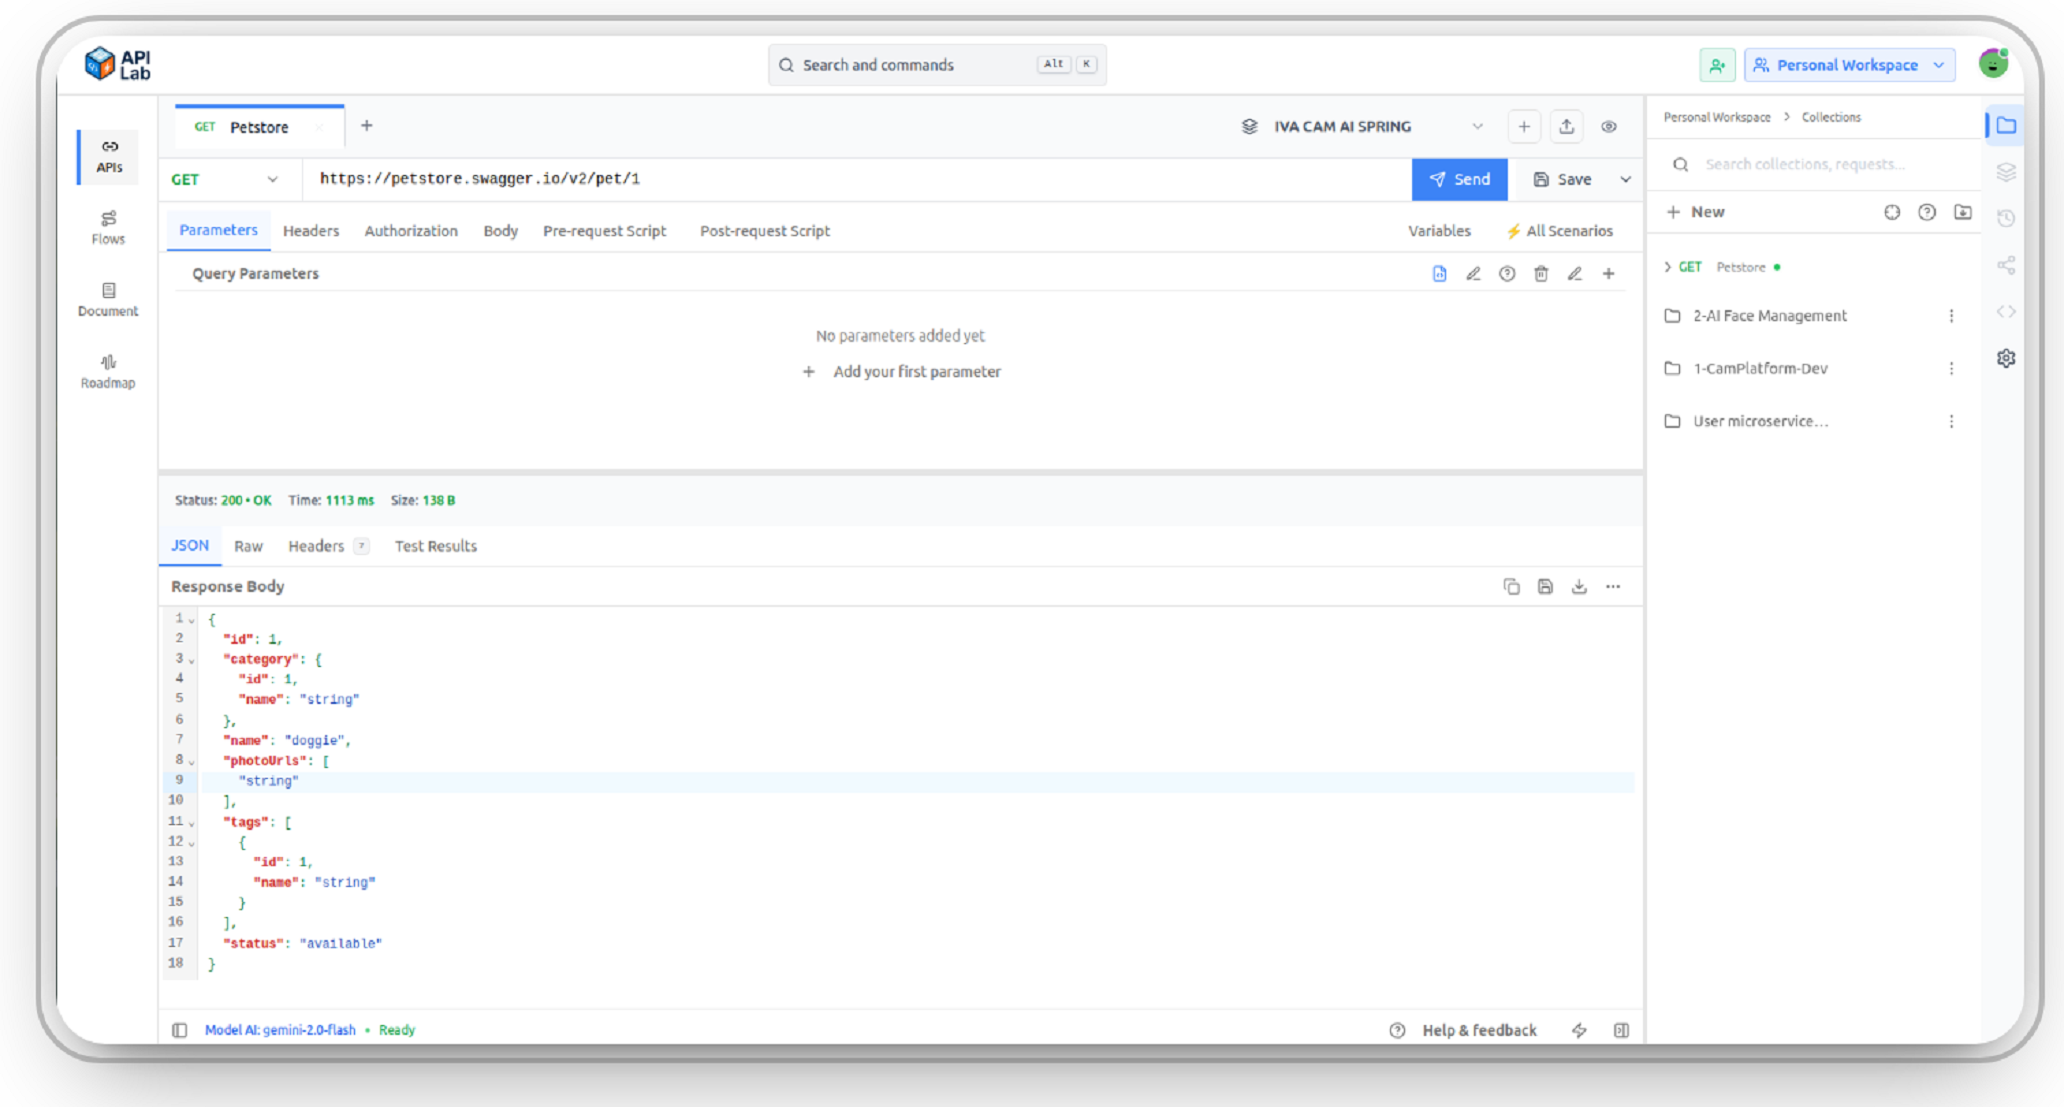 API
Lab
Search and commands Alt K
Personal Workspace
GET Petstore
IVA CAM AI SPRING
Personal Workspace > Collections
APIs
GET https://petstore.swagger.io/v2/pet/1 Send Save
Search collections, requests...
Flows
Parameters Headers Authorization Body Pre-request Script Post-request Script Variables All Scenarios
New
Query Parameters
GET Petstore
Document
No parameters added yet
2-AI Face Management
Roadmap
Add your first parameter
1-CamPlatform-Dev
User microservice...
Status: 200 • OK Time: 1113 ms Size: 138 B
JSON Raw Headers 7 Test Results
Response Body
1 {
2 "id": 1,
3 "category": {
4 "id": 1,
5 "name": "string"
6 },
7 "name": "doggie",
8 "photoUrls": [
9 "string"
10 ],
11 "tags": [
12 {
13 "id": 1,
14 "name": "string"
15 }
16 ],
17 "status": "available"
18 }
Model AI: gemini-2.0-flash • Ready
Help & feedback